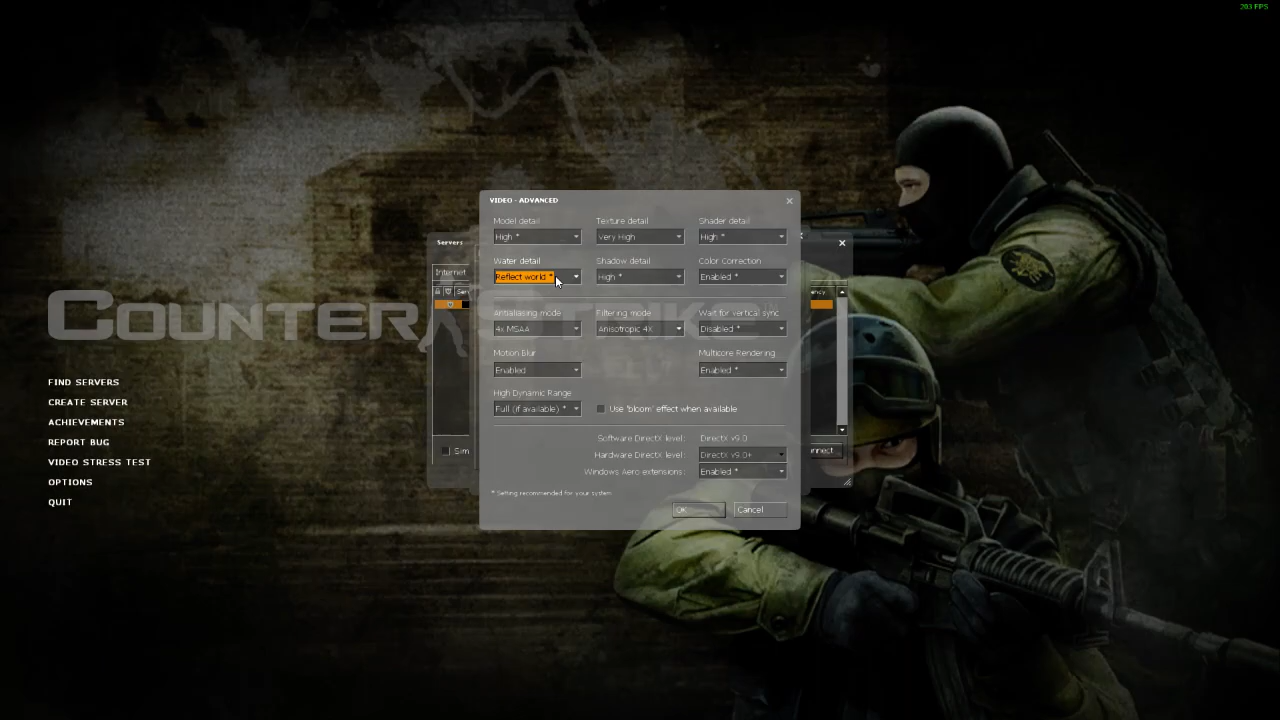 203 FPS
VIDEO - ADVANCED
Model detail
Texture detail
Shader detail
High *
Very High
High *
Servers
Water detail
Shadow detail
Color Correction
Internet
Reflect world *
High *
Enabled *
Ser
ency
COUNTER STRIKE
Antialiasing mode
Filtering mode
Wait for vertical sync
4x MSAA
Anisotropic 4X
Disabled *
Motion Blur
Multicore Rendering
Enabled
Enabled *
High Dynamic Range
Full (if available) *
Use 'bloom' effect when available
FIND SERVERS
CREATE SERVER
ACHIEVEMENTS
REPORT BUG
VIDEO STRESS TEST
OPTIONS
QUIT
Software DirectX level:
DirectX v9.0
Sim
Hardware DirectX level:
DirectX v9.0+
nnect
Windows Aero extensions:
Enabled *
* Setting recommended for your system
OK
Cancel